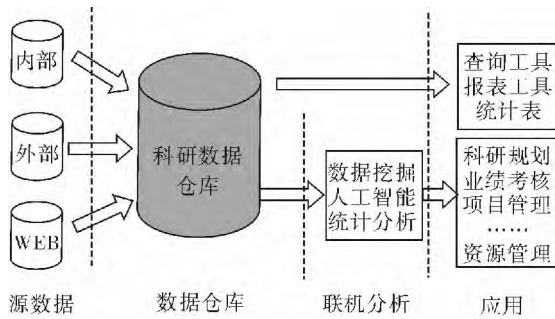 内部
外部
WEB
科研数据
仓库
数据挖掘
人工智能
统计分析
查询工具
报表工具
统计表
科研规划
业绩考核
项目管理
……
资源管理
源数据
数据仓库
联机分析
应用